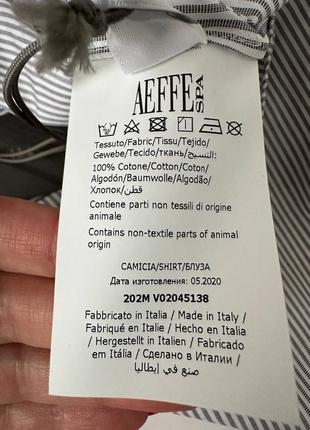 AEFFE SPA
Tessuto/Fabric/Tissu/Tejido/
Gewebe/Tecido/ткань/النسيج:
100% Cotone/Cotton/Coton/
Algodón/Baumwolle/Algodão/
Хлопок/قطن
Contiene parti non tessili di origine
animale
Contains non-textile parts of animal
origin
CAMICIA/SHIRT/БЛУЗА
Дата изготовления: 05.2020
202M V02045138
Fabbricato in Italia / Made in Italy /
Fabriqué en Italie / Hecho en Italia
/ Hergestellt in Italien / Fabricado
em Itália / Сделано в Италии /
صنع في إيطاليا